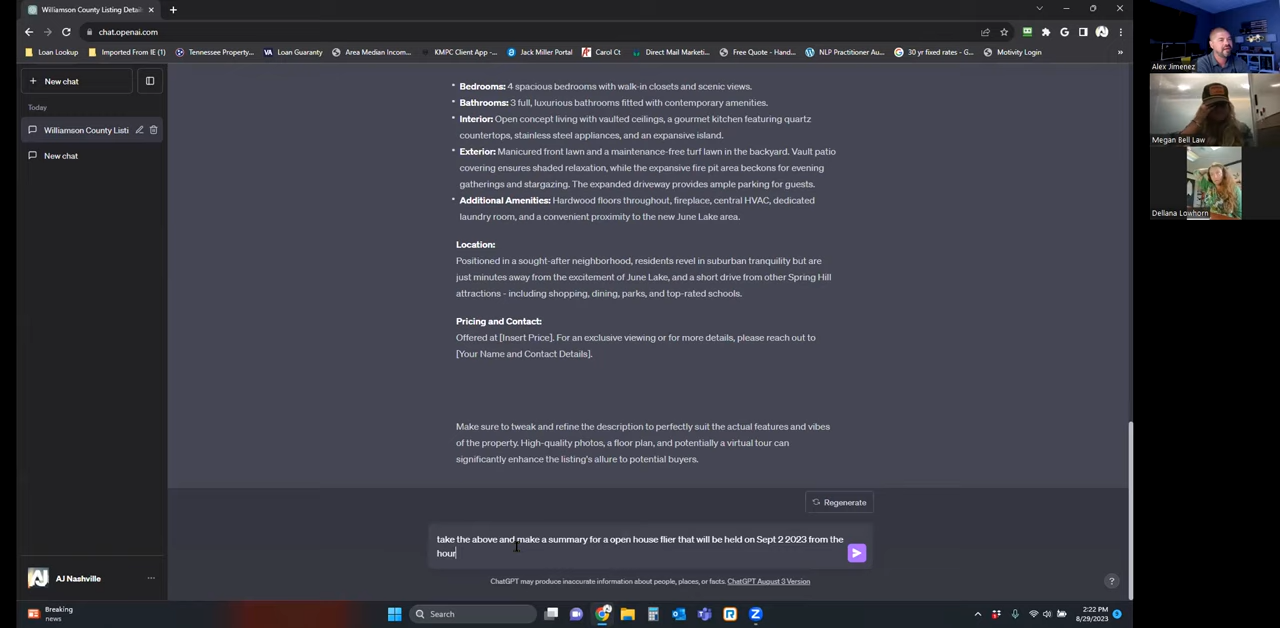 Williamson County Listing Detai
chat.openai.com
Loan Lookup
Imported From IE (1)
Tennessee Property...
Loan Guaranty
Area Median Incom...
KMPC Client App -...
Jack Miller Portal
Carol Ct
Direct Mail Marketi...
Free Quote - Hand...
NLP Practitioner Au...
30 yr fixed rates - G...
Motivity Login
New chat
Today
Williamson County Listi
New chat
Bedrooms: 4 spacious bedrooms with walk-in closets and scenic views.
Bathrooms: 3 full, luxurious bathrooms fitted with contemporary amenities.
Interior: Open concept living with vaulted ceilings, a gourmet kitchen featuring quartz
countertops, stainless steel appliances, and an expansive island.
Exterior: Manicured front lawn and a maintenance-free turf lawn in the backyard. Vault patio
covering ensures shaded relaxation, while the expansive fire pit area beckons for evening
gatherings and stargazing. The expanded driveway provides ample parking for guests.
Additional Amenities: Hardwood floors throughout, fireplace, central HVAC, dedicated
laundry room, and a convenient proximity to the new June Lake area.
Location:
Positioned in a sought-after neighborhood, residents revel in suburban tranquility but are
just minutes away from the excitement of June Lake, and a short drive from other Spring Hill
attractions - including shopping, dining, parks, and top-rated schools.
Pricing and Contact:
Offered at [Insert Price]. For an exclusive viewing or for more details, please reach out to
[Your Name and Contact Details].
Make sure to tweak and refine the description to perfectly suit the actual features and vibes
of the property. High-quality photos, a floor plan, and potentially a virtual tour can
significantly enhance the listing's allure to potential buyers.
Regenerate
take the above and make a summary for a open house flier that will be held on Sept 2 2023 from the
hour
ChatGPT may produce inaccurate information about people, places, or facts. ChatGPT August 3 Version
AJ Nashville
Breaking
news
Search
2:22 PM
8/29/2023
Alex Jimenez
Megan Bell Law
Dellana Lowhorn